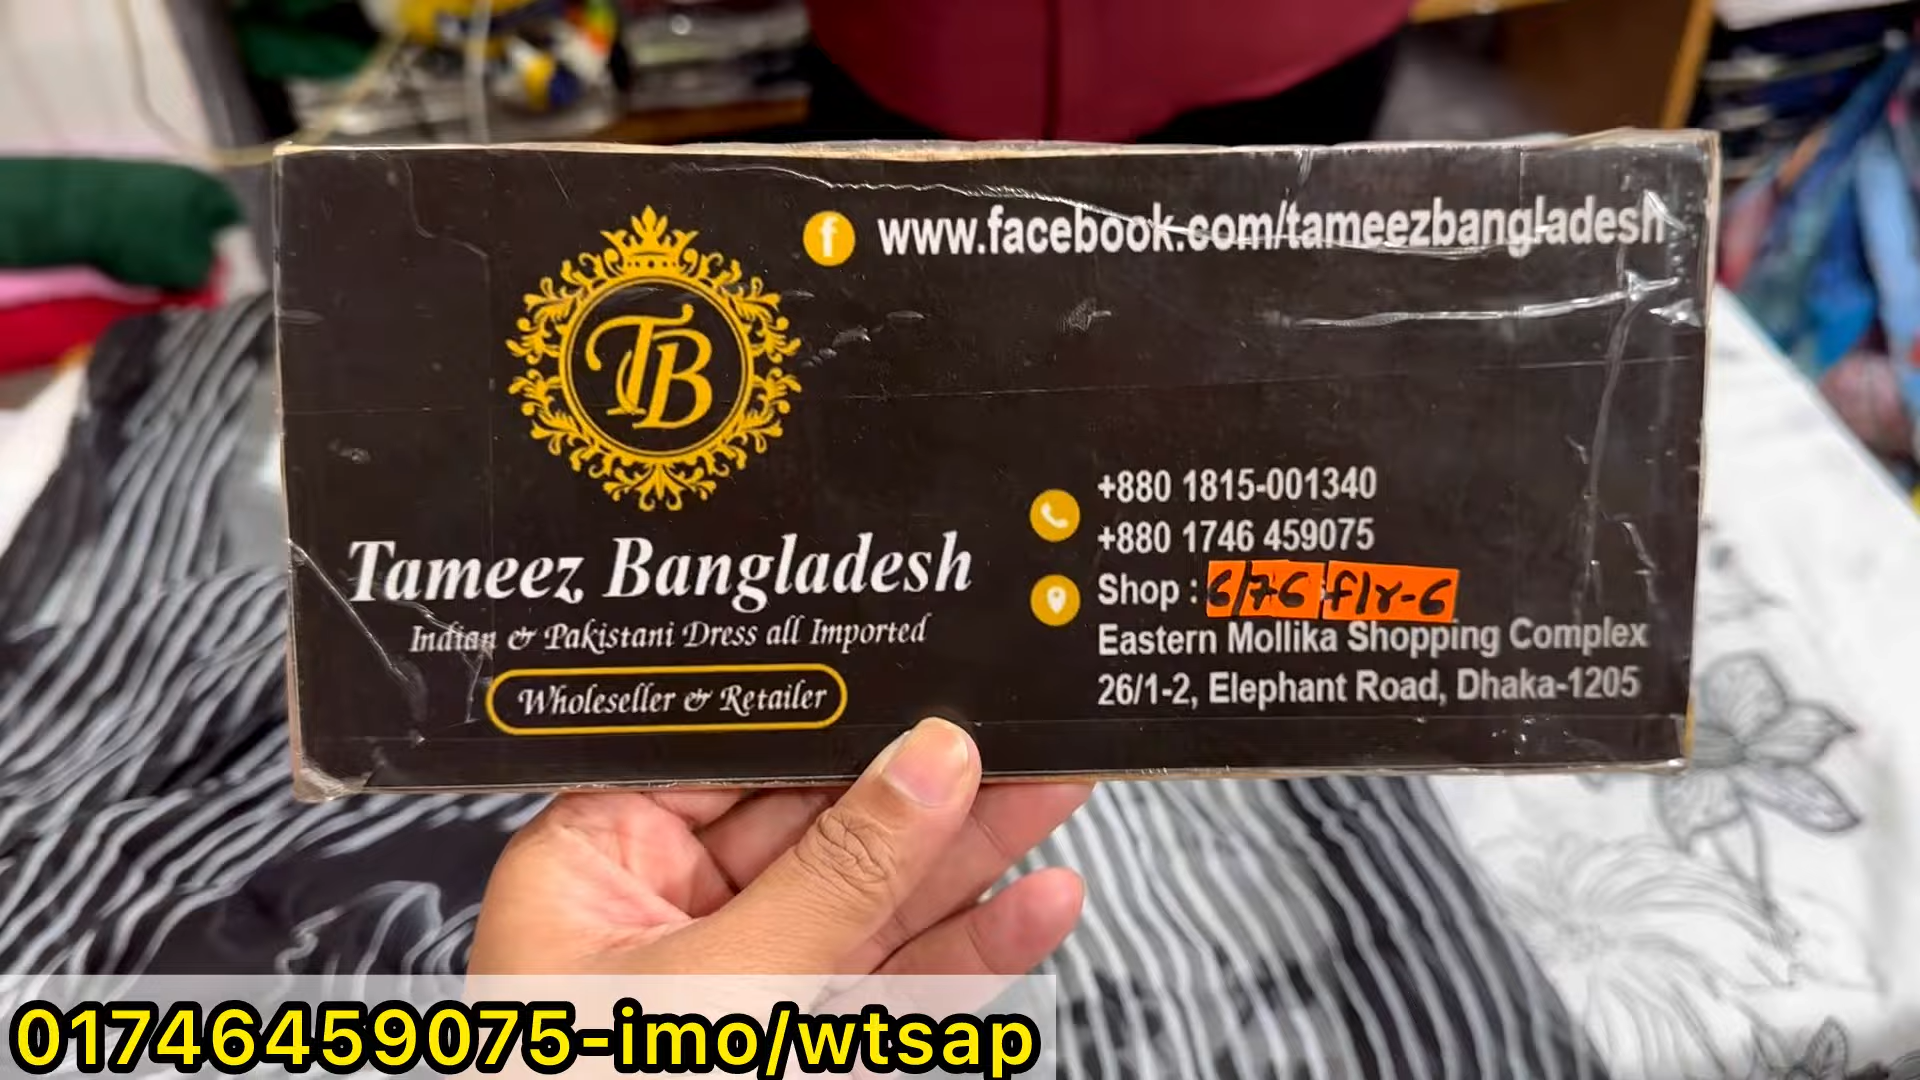 f www.facebook.com/tameezbangladesh
TB
Tameez Bangladesh
Indian & Pakistani Dress all Imported
Wholeseller & Retailer
+880 1815-001340
+880 1746 459075
Shop : 6/76 flr-6
Eastern Mollika Shopping Complex
26/1-2, Elephant Road, Dhaka-1205
01746459075-imo/wtsap